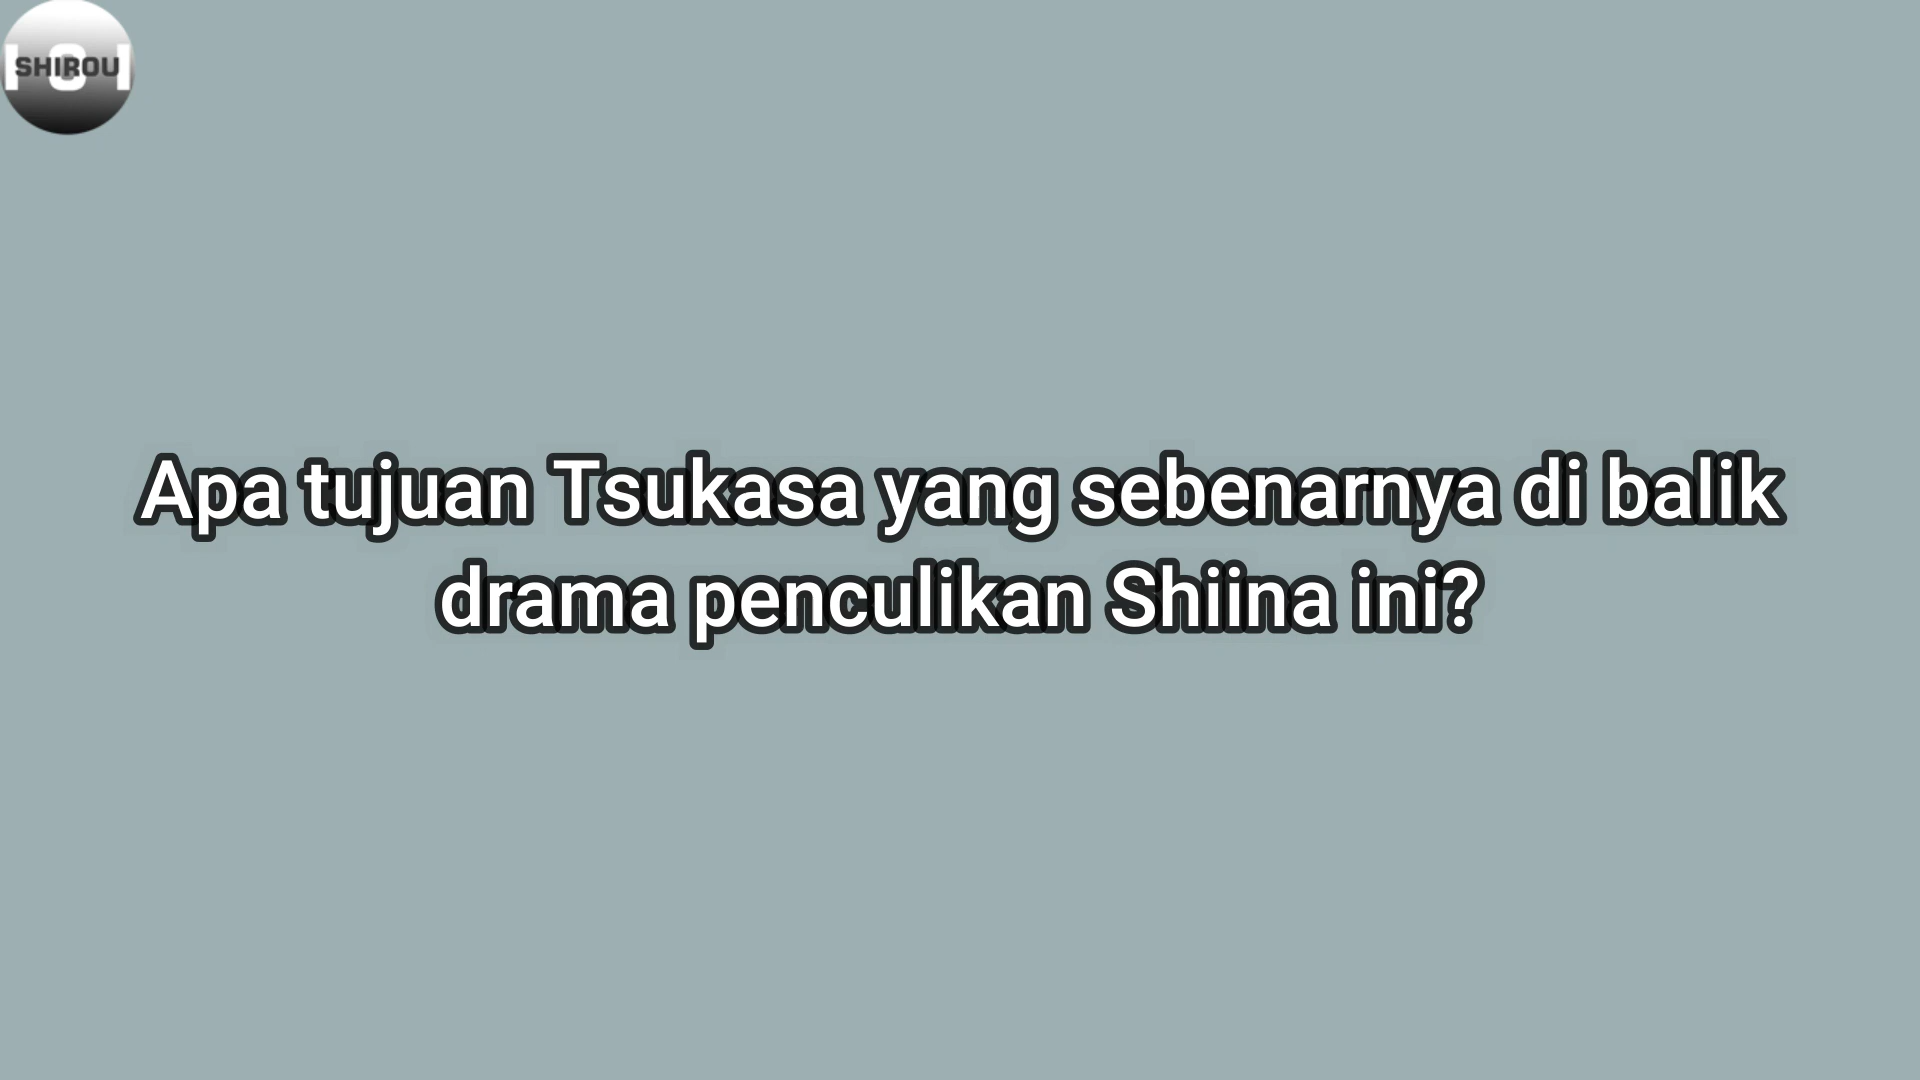 SHIROU
Apa tujuan Tsukasa yang sebenarnya di balik
drama penculikan Shiina ini?